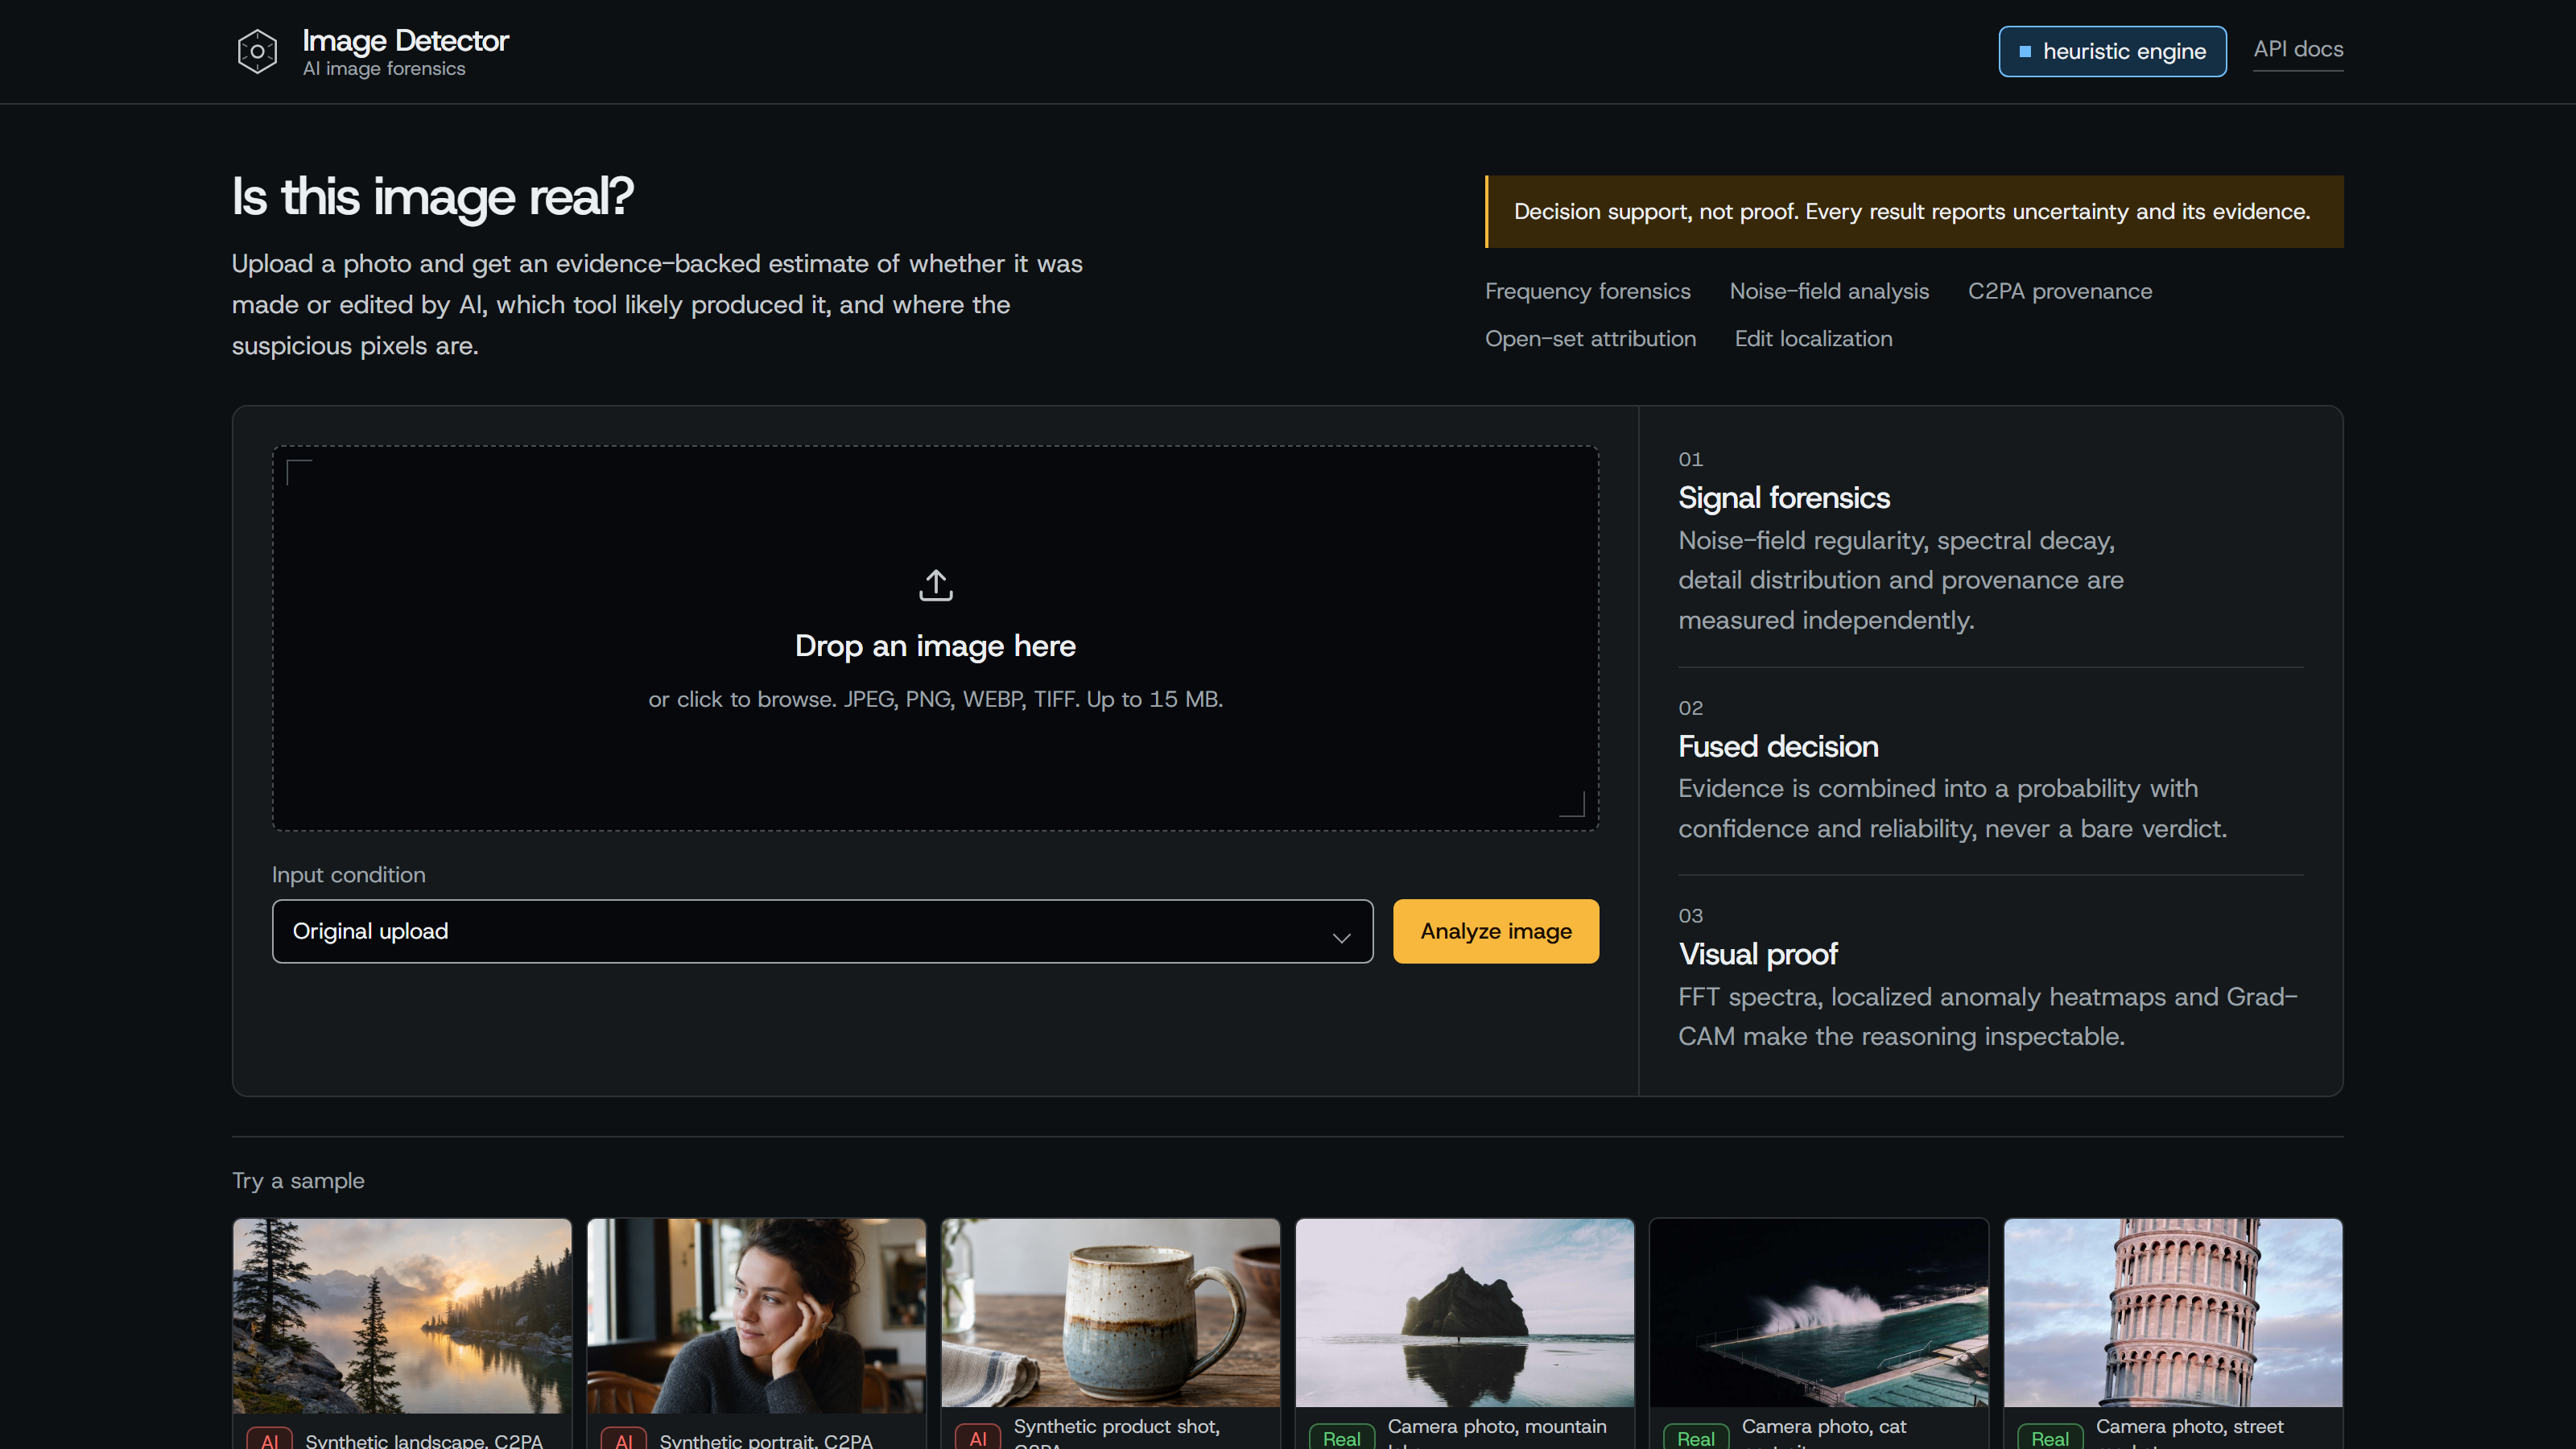 Image Detector
AI image forensics
heuristic engine
API docs
Is this image real?
Upload a photo and get an evidence-backed estimate of whether it was
made or edited by AI, which tool likely produced it, and where the
suspicious pixels are.
Decision support, not proof. Every result reports uncertainty and its evidence.
Frequency forensics
Noise-field analysis
C2PA provenance
Open-set attribution
Edit localization
Drop an image here
or click to browse. JPEG, PNG, WEBP, TIFF. Up to 15 MB.
Input condition
Original upload
Analyze image
01
Signal forensics
Noise-field regularity, spectral decay,
detail distribution and provenance are
measured independently.
02
Fused decision
Evidence is combined into a probability with
confidence and reliability, never a bare verdict.
03
Visual proof
FFT spectra, localized anomaly heatmaps and Grad-
CAM make the reasoning inspectable.
Try a sample
AI
Synthetic landscape, C2PA
AI
Synthetic portrait, C2PA
AI
Synthetic product shot,
Real
Camera photo, mountain
Real
Camera photo, cat
Real
Camera photo, street